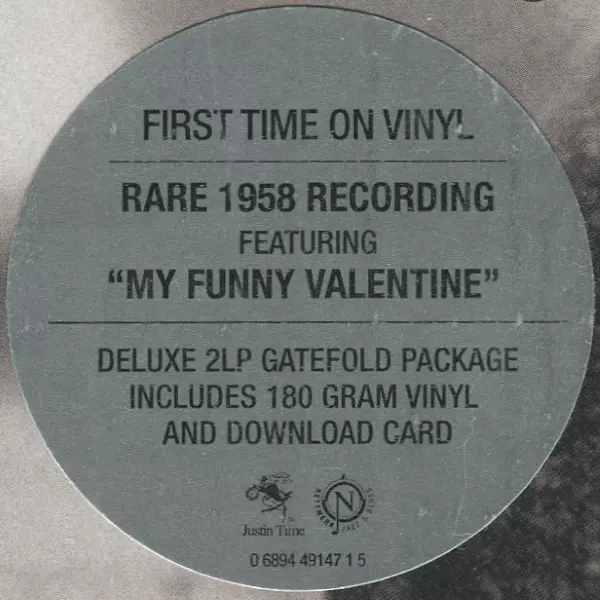 FIRST TIME ON VINYL
RARE 1958 RECORDING
FEATURING
“MY FUNNY VALENTINE”
DELUXE 2LP GATEFOLD PACKAGE
INCLUDES 180 GRAM VINYL
AND DOWNLOAD CARD
N
Justin Time
0 6894 49147 1 5